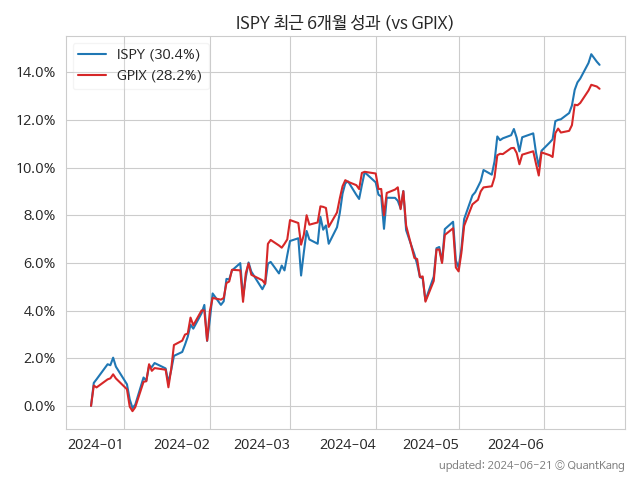 ISPY 최근 6개월 성과 (vs GPIX)
ISPY (30.4%)
GPIX (28.2%)
14.0%
12.0%
10.0%
8.0%
6.0%
4.0%
2.0%
0.0%
2024-01 2024-02 2024-03 2024-04 2024-05 2024-06
updated: 2024-06-21 © QuantKang